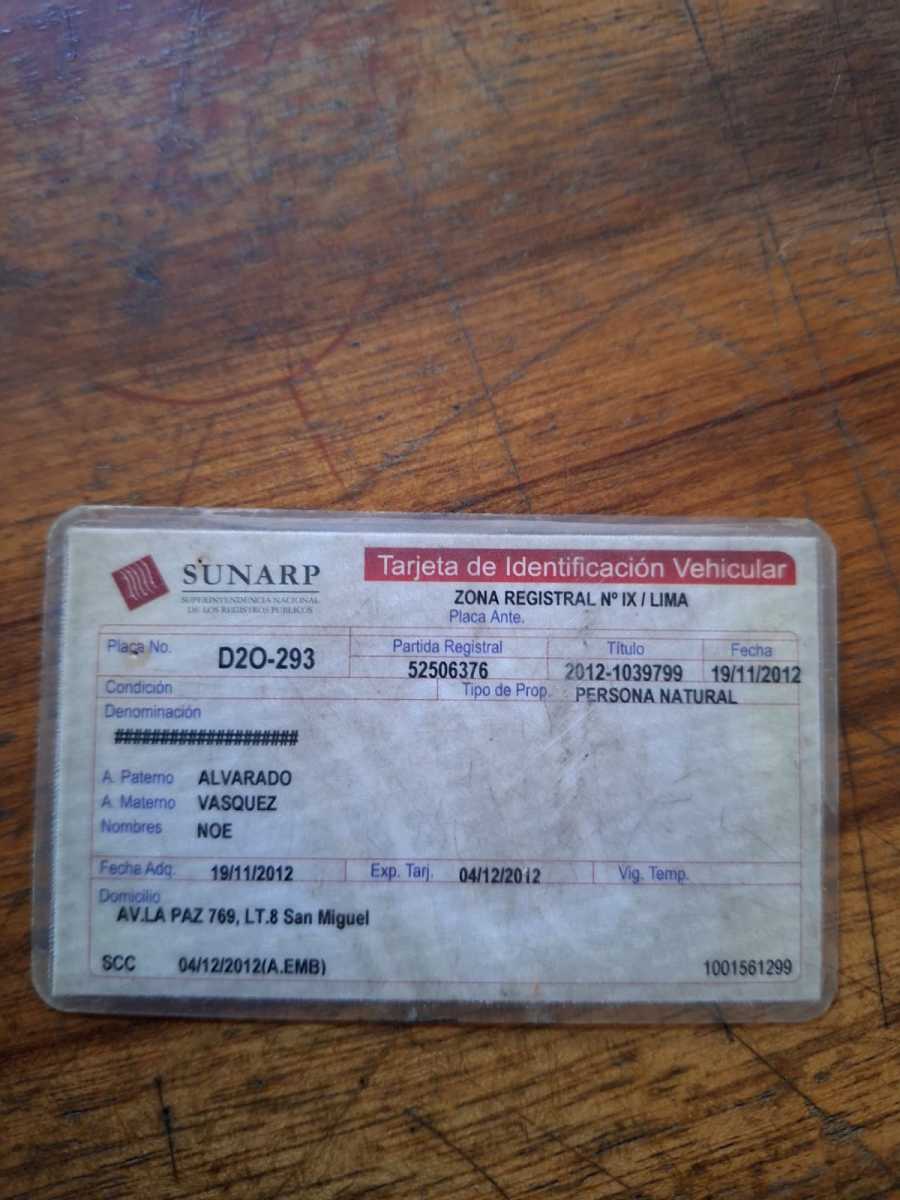 SUNARP
SUPERINTENDENCIA NACIONAL
DE LOS REGISTROS PUBLICOS
Tarjeta de Identificación Vehicular
ZONA REGISTRAL Nº IX / LIMA
Placa Ante.
Placa No. D2O-293
Partida Registral Título Fecha
52506376 2012-1039799 19/11/2012
Condición Tipo de Prop. PERSONA NATURAL
Denominación
####################
A. Paterno ALVARADO
A. Materno VASQUEZ
Nombres NOE
Fecha Adq. 19/11/2012 Exp. Tarj. 04/12/2012 Vig. Temp.
Domicilio
AV.LA PAZ 769, LT.8 San Miguel
SCC 04/12/2012(A.EMB) 1001561299